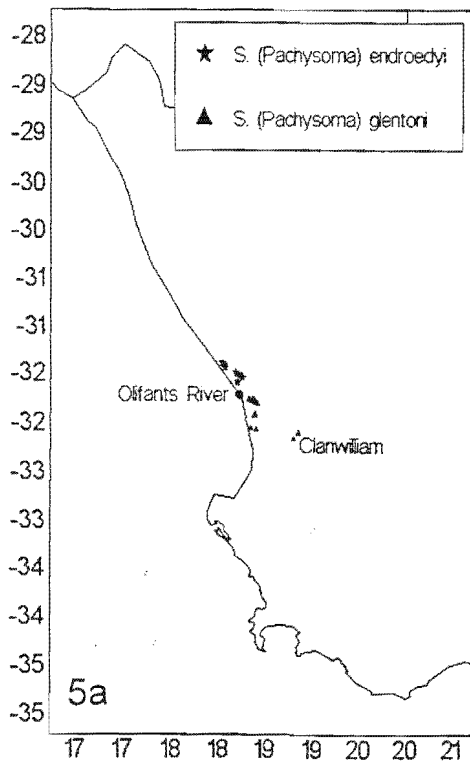 -28
-29
-29
-30
-30
-31
-31
-32
-32
-33
-33
-34
-34
-35
-35
S. (Pachysoma) endroedyi
S. (Pachysoma) glentoni
Olifants River
Clanwilliam
5a
17 17 18 18 19 19 20 20 21